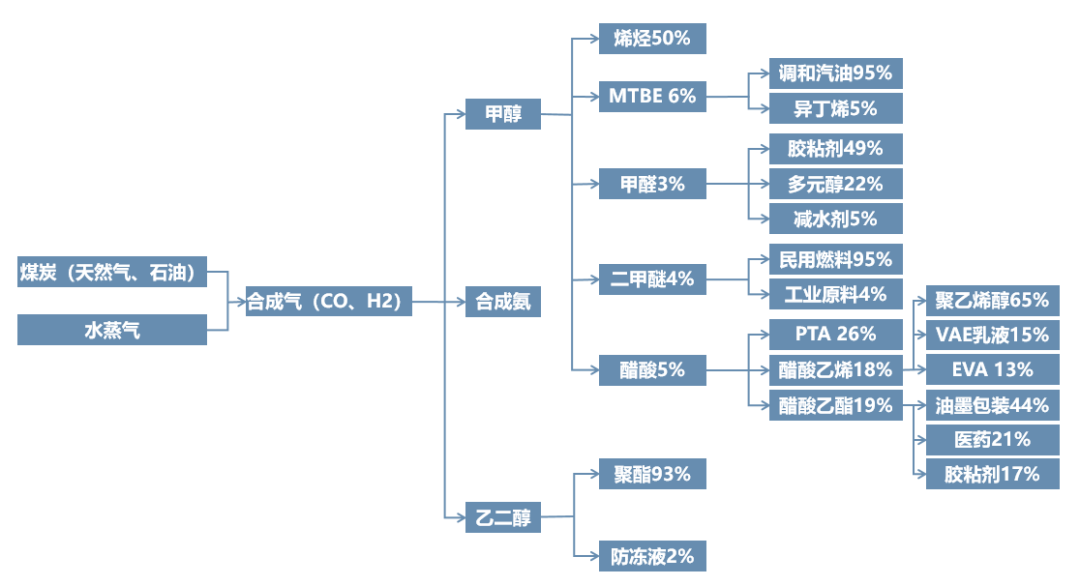 煤炭（天然气、石油）
水蒸气
合成气（CO、H2）
甲醇
合成氨
乙二醇
烯烃50%
MTBE 6%
甲醛3%
二甲醚4%
醋酸5%
聚酯93%
防冻液2%
调和汽油95%
异丁烯5%
胶粘剂49%
多元醇22%
减水剂5%
民用燃料95%
工业原料4%
PTA 26%
醋酸乙烯18%
醋酸乙酯19%
聚乙烯醇65%
VAE乳液15%
EVA 13%
油墨包装44%
医药21%
胶粘剂17%